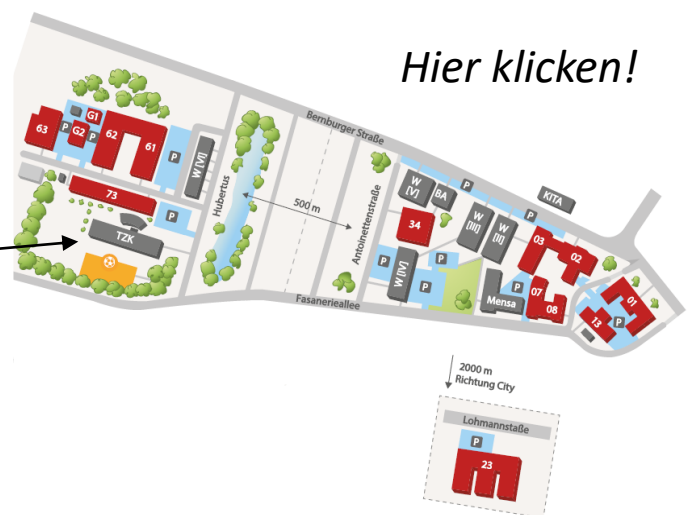 Hier klicken!
Bernburger Straße
G1
63
P
G2
P
62
61
P
W [VI]
Hubertus
500 m
Antoinettenstraße
73
P
TZK
P
W [V]
BA
P
KITA
34
W [III]
W [II]
03
02
P
W [IV]
P
P
Mensa
P
07
08
01
13
P
Fasanerieallee
2000 m
Richtung City
Lohmannstaße
P
23